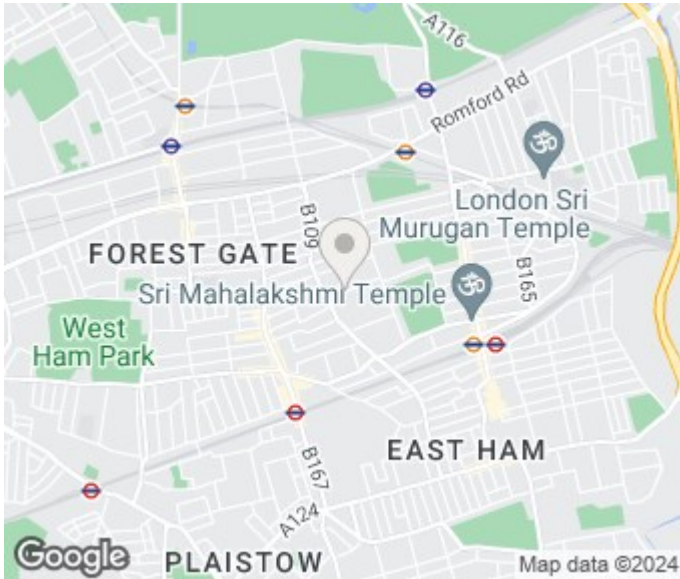 A116
Romford Rd
London Sri
Murugan Temple
B109
FOREST GATE
B165
Sri Mahalakshmi Temple
West
Ham Park
EAST HAM
B167
A124
Google
PLAISTOW
Map data ©2024